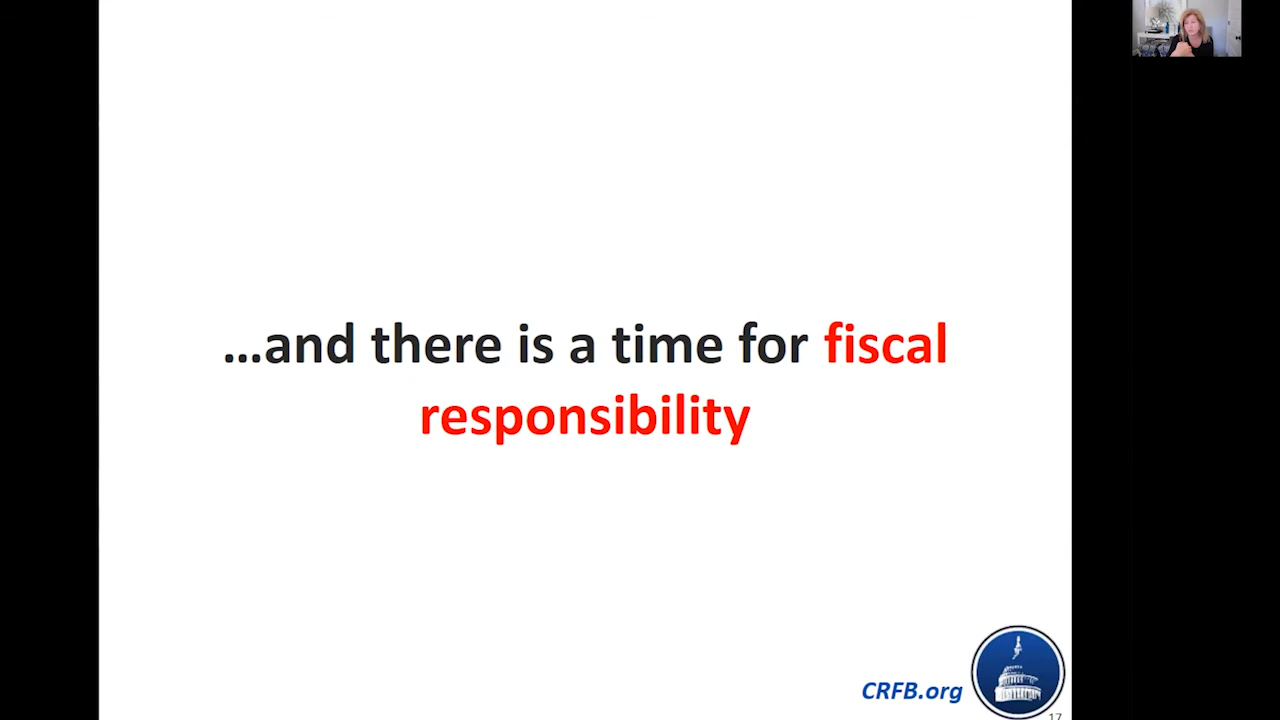 ...and there is a time for fiscal
responsibility
CRFB.org
17